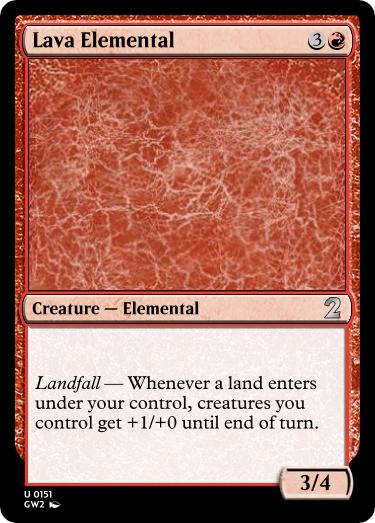 Lava Elemental 3
Creature — Elemental 2
Landfall — Whenever a land enters
under your control, creatures you
control get +1/+0 until end of turn.
3/4
U 0151
GW2